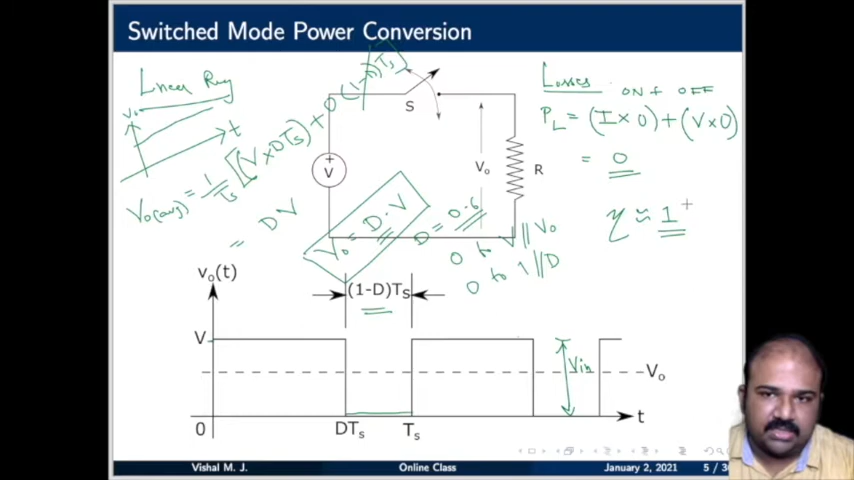 Switched Mode Power Conversion
Linear Reg
Vo
t
Vo(avg) = 1/Ts [(V×DTs) + 0(1-D)Ts]
= DV
Vo = D.V
D = 0.6
0 to V // Vo
0 to 1 // D
S
+
V
Vo
R
Losses
ON + OFF
PL = (I×0) + (V×0)
= 0
η ≈ 1
vo(t)
(1-D)Ts
V
Vin
Vo
0
DTs
Ts
t
Vishal M. J.
Online Class
January 2, 2021